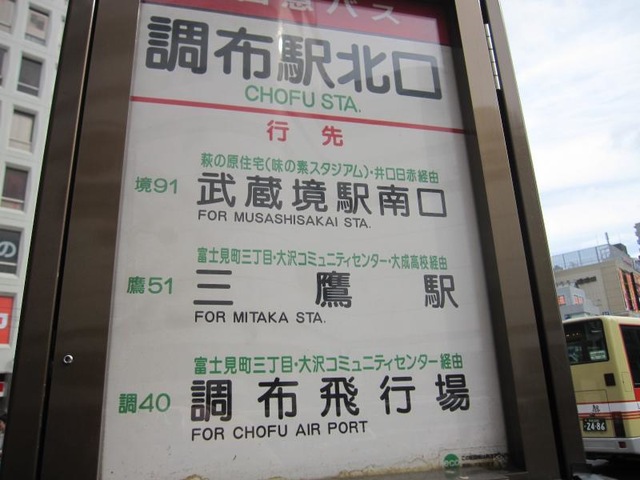 急バス
調布駅北口
CHOFU STA.
行先
萩の原住宅(味の素スタジアム)・井口日赤経由
境91 武蔵境駅南口
FOR MUSASHISAKAI STA.
富士見町三丁目・大沢コミュニティセンター・大成高校経由
鷹51 三鷹駅
FOR MITAKA STA.
富士見町三丁目・大沢コミュニティセンター経由
調40 調布飛行場
FOR CHOFU AIR PORT
eco
・2486